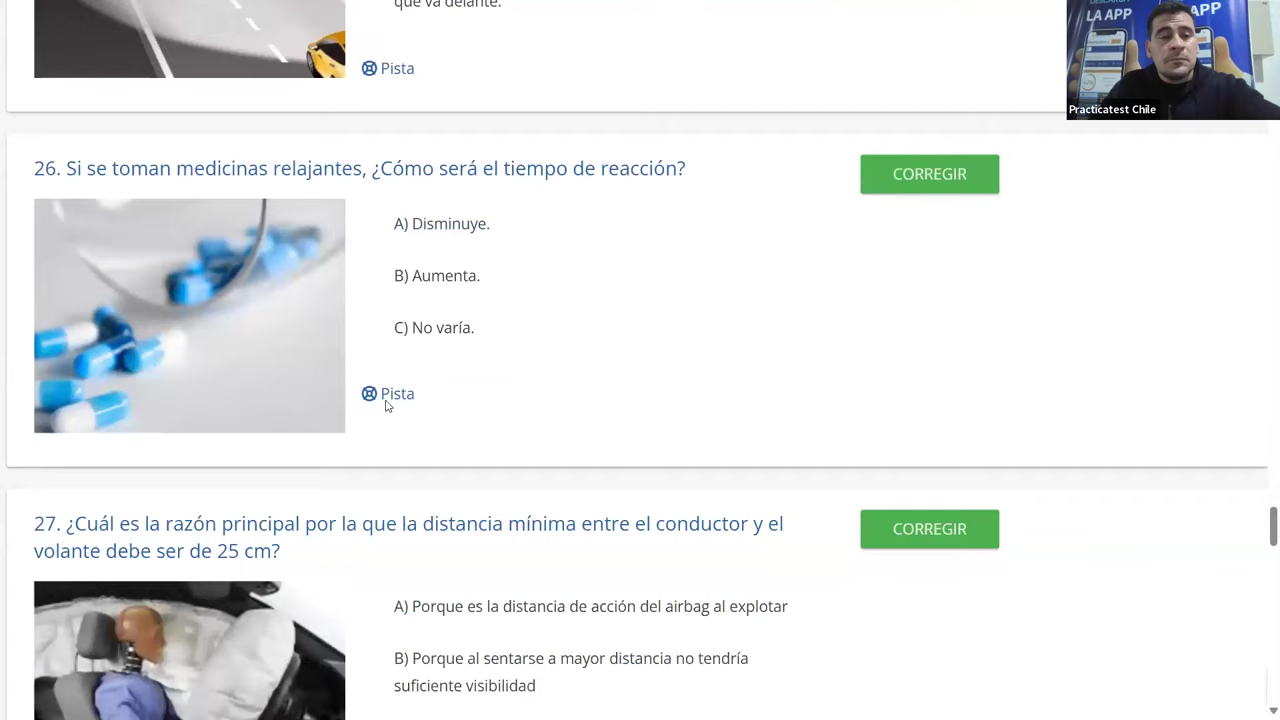 que va delante.
Pista
LA APP
APP
Practicatest Chile
26. Si se toman medicinas relajantes, ¿Cómo será el tiempo de reacción?
CORREGIR
A) Disminuye.
B) Aumenta.
C) No varía.
Pista
27. ¿Cuál es la razón principal por la que la distancia mínima entre el conductor y el
volante debe ser de 25 cm?
CORREGIR
A) Porque es la distancia de acción del airbag al explotar
B) Porque al sentarse a mayor distancia no tendría
suficiente visibilidad